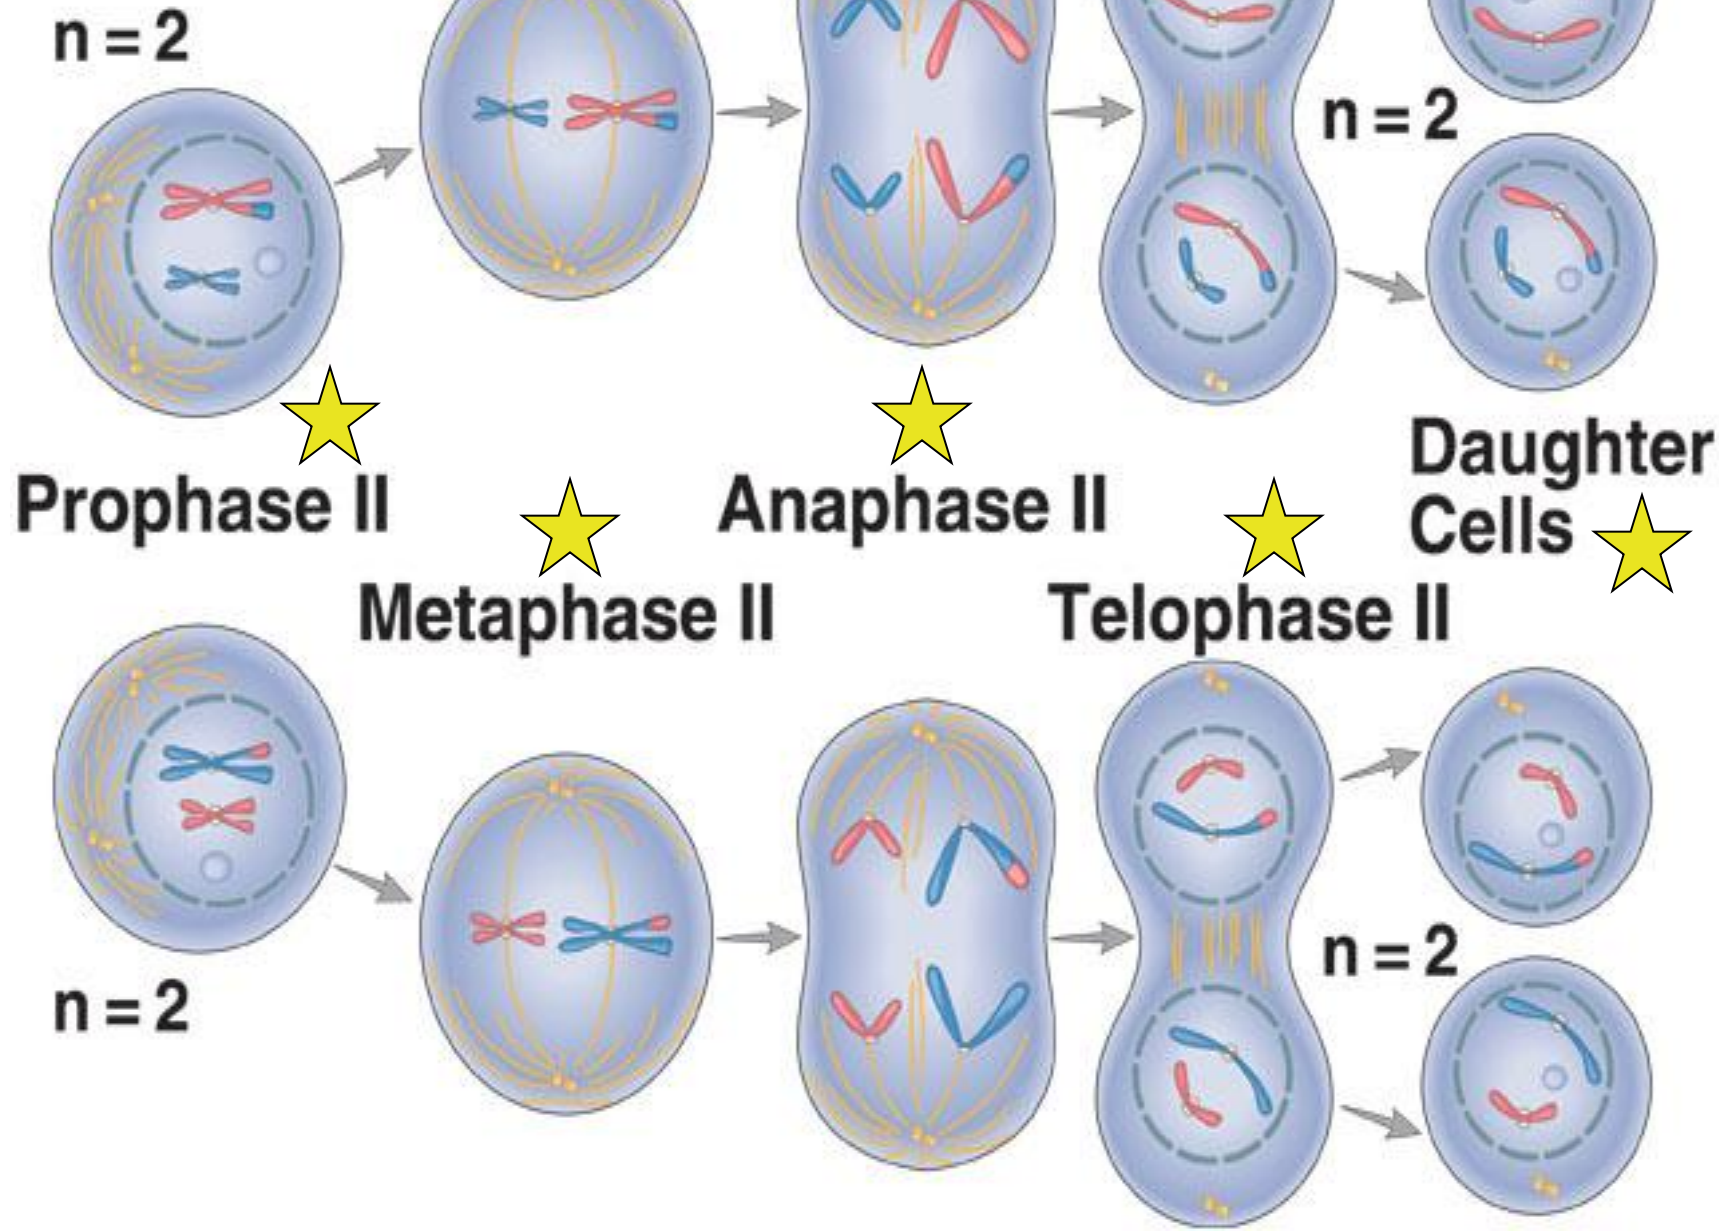 n = 2
n = 2
Daughter
Cells
Prophase II
Anaphase II
Metaphase II
Telophase II
n = 2
n = 2